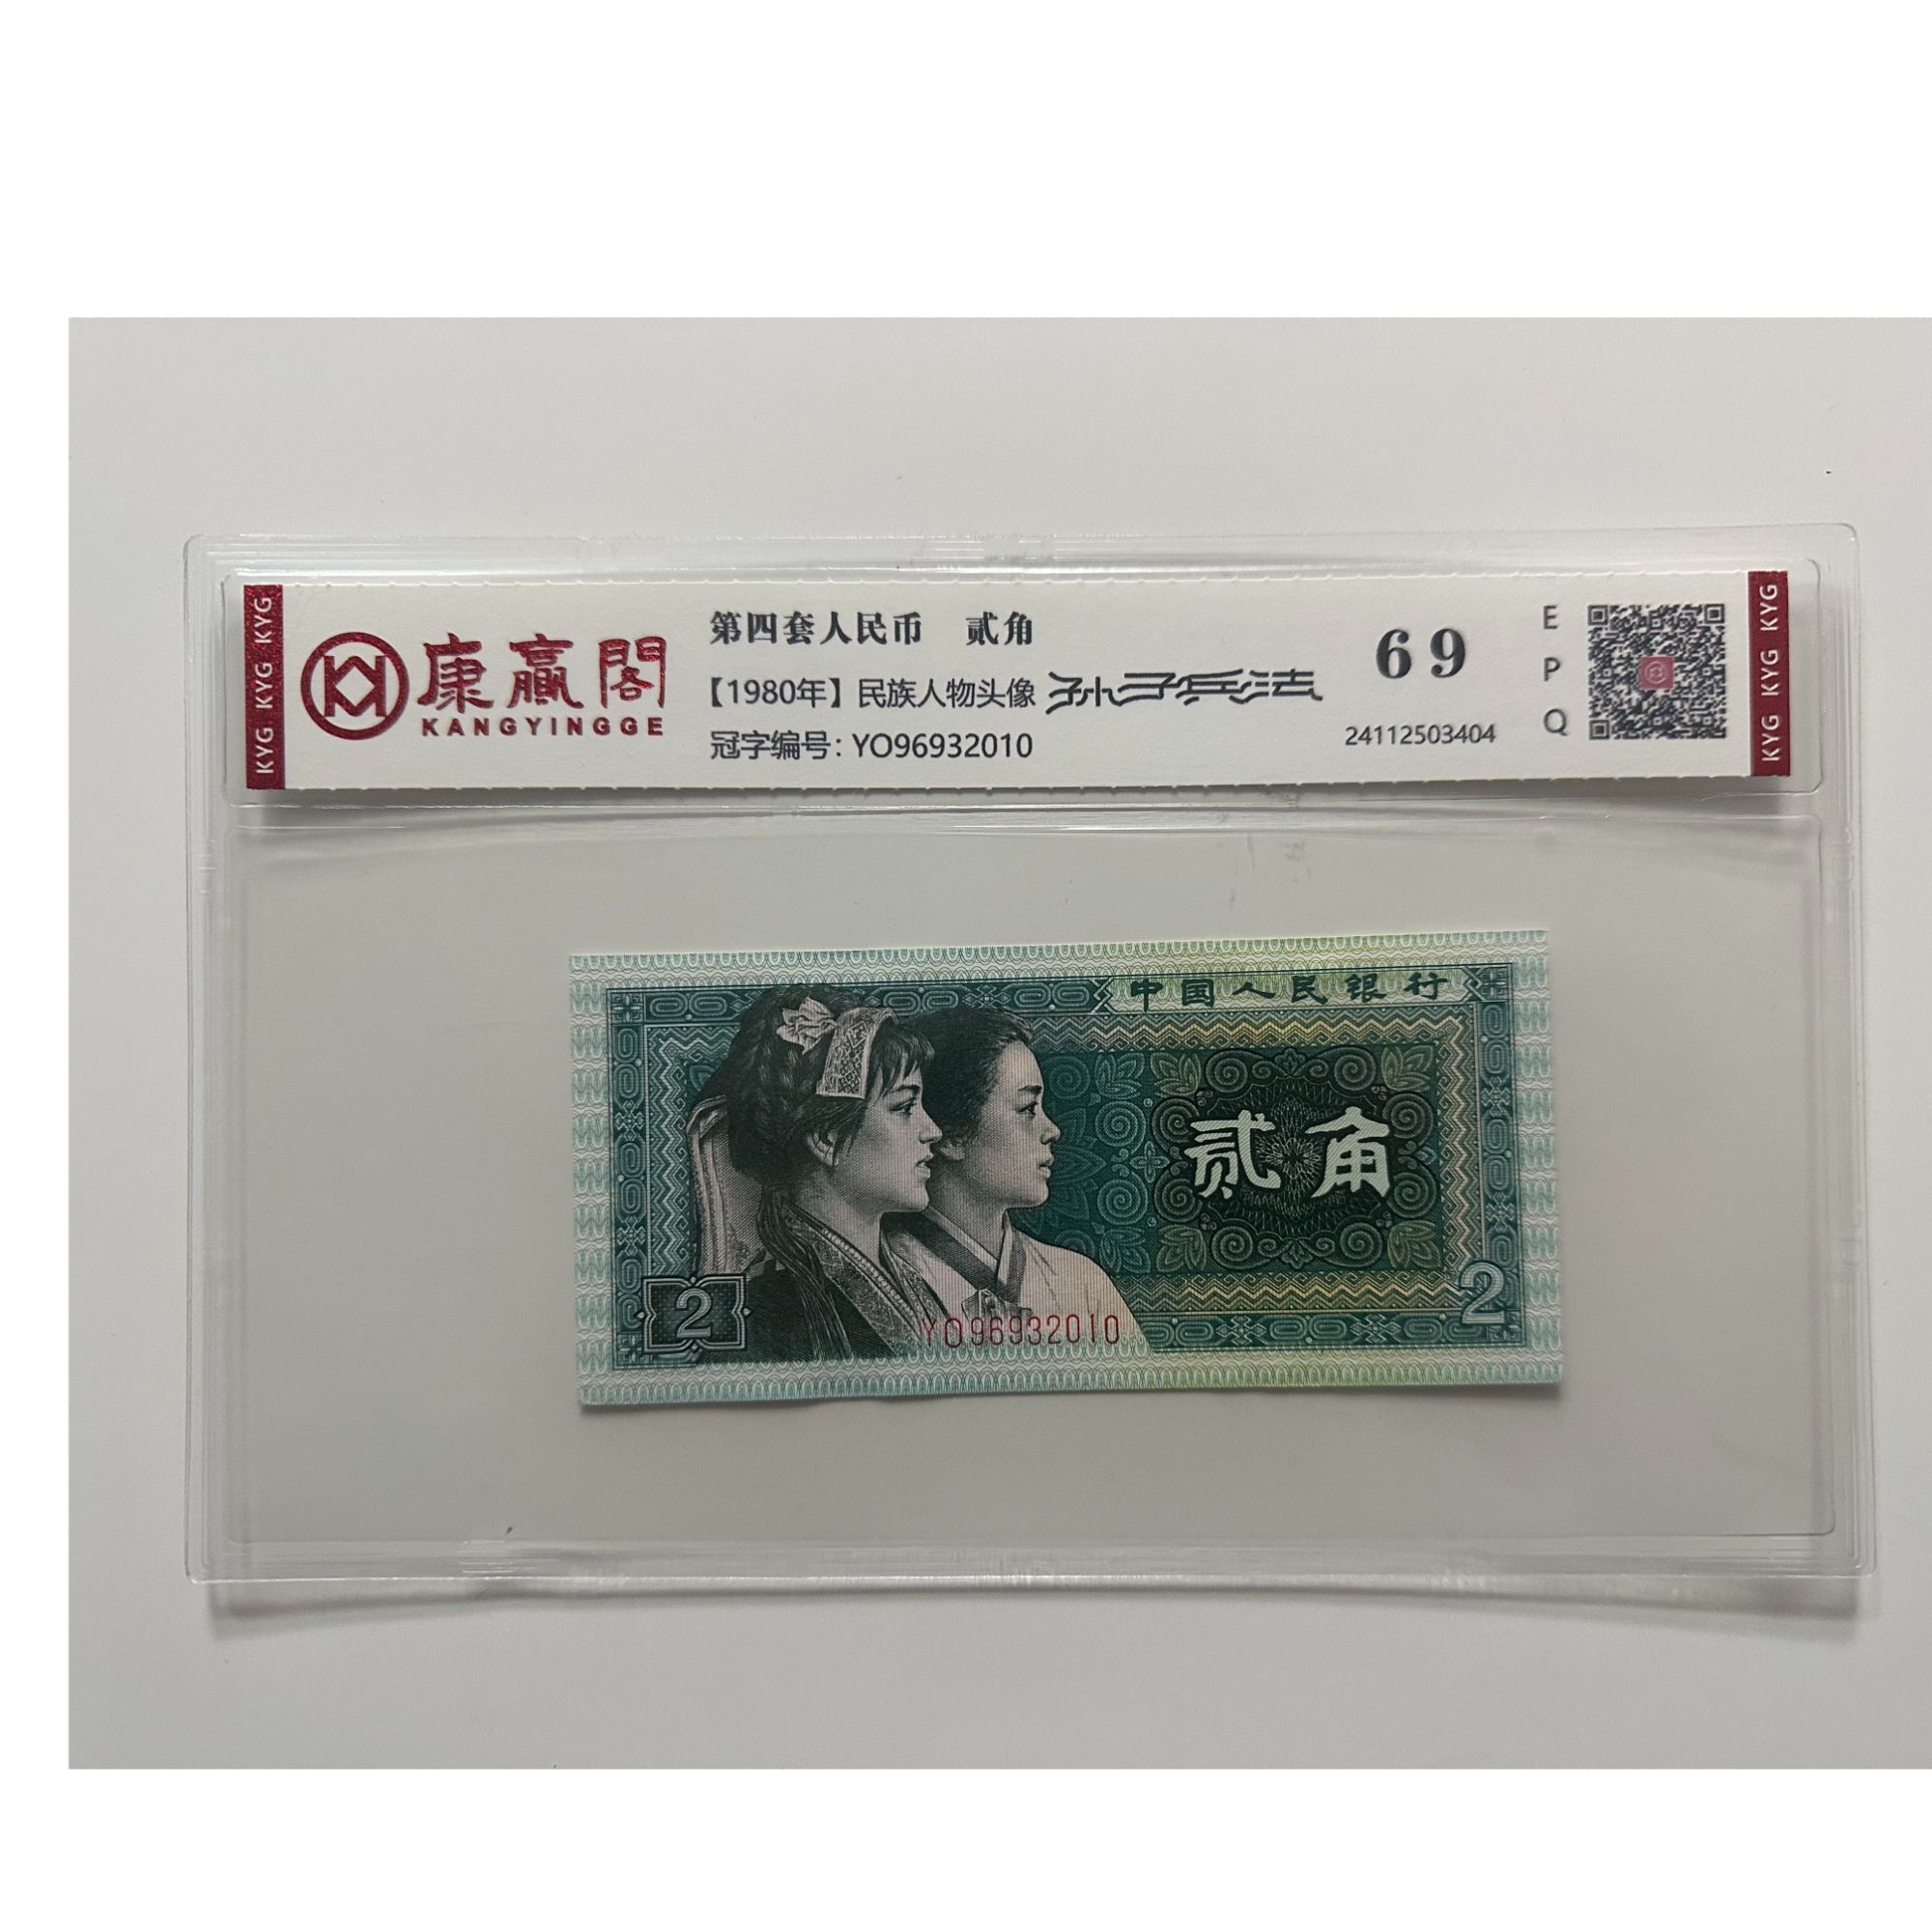 KYG KYG KYG
康贏閣
KANGYINGGE
第四套人民币 贰角
【1980年】民族人物头像 孙子兵法
冠字编号: YO96932010
69
24112503404
E
P
Q
KYG KYG KYG
中国人民银行
贰角
2
2
YO96932010